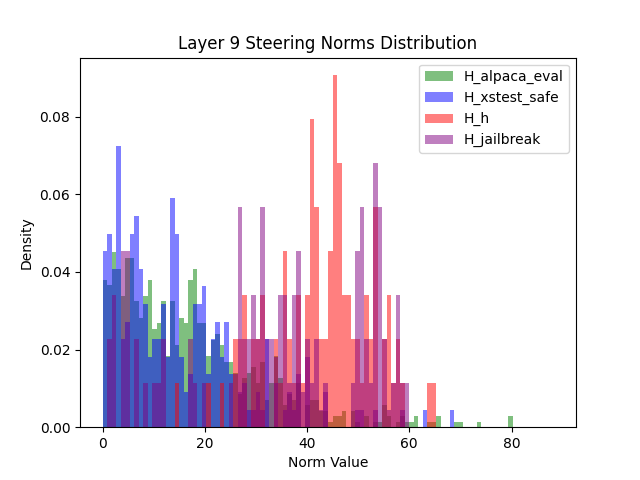 Layer 9 Steering Norms Distribution
H_alpaca_eval
H_xstest_safe
H_h
H_jailbreak
Density
0.08
0.06
0.04
0.02
0.00
0
20
40
60
80
Norm Value